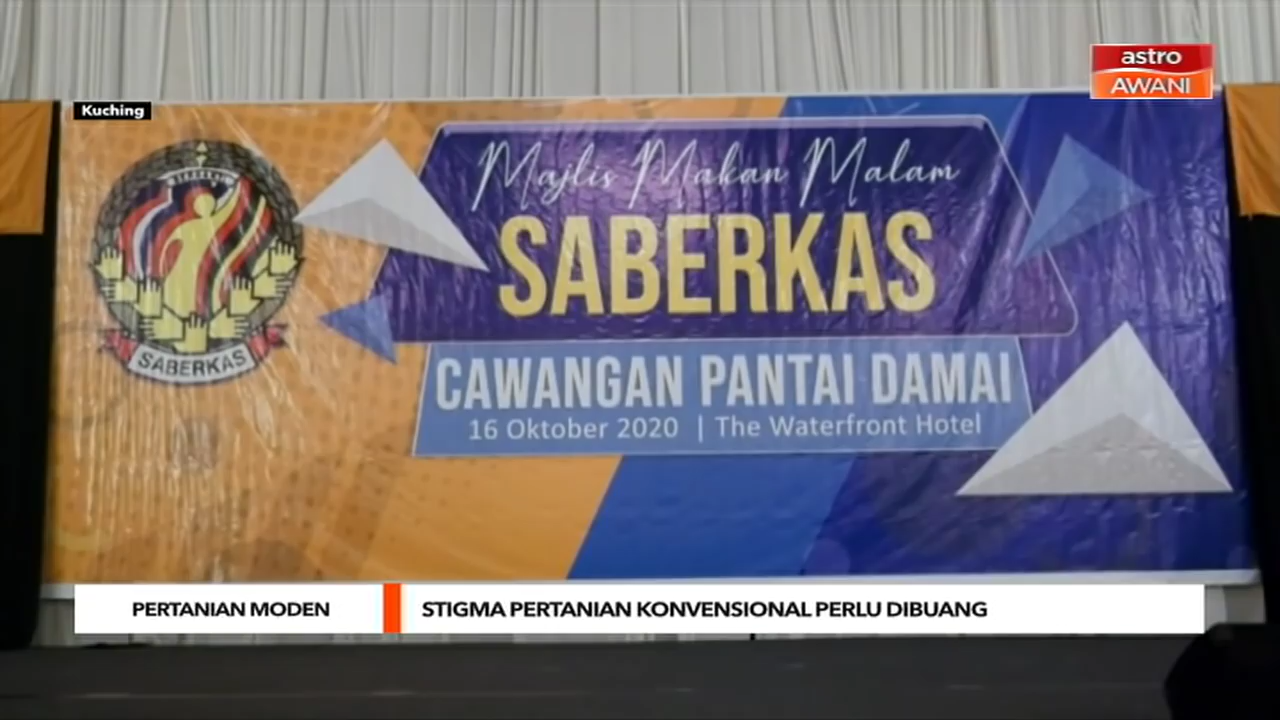 astro
AWANI
Kuching
Majlis Makan Malam
SABERKAS
SABERKAS
CAWANGAN PANTAI DAMAI
16 Oktober 2020 | The Waterfront Hotel
PERTANIAN MODEN
STIGMA PERTANIAN KONVENSIONAL PERLU DIBUANG